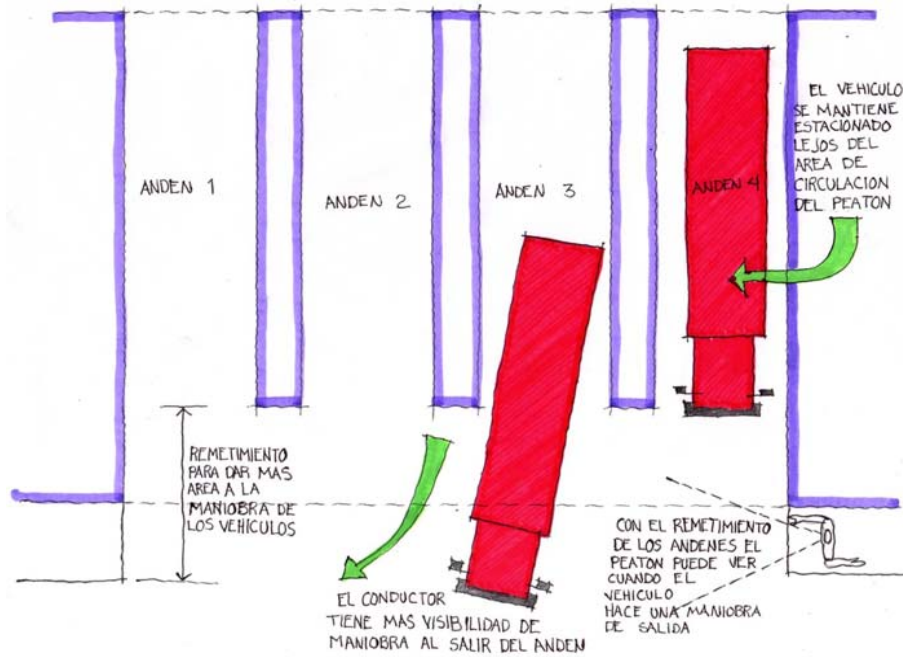 EL VEHICULO
SE MANTIENE
ESTACIONADO
LEJOS DEL
AREA DE
CIRCULACION
DEL PEATON
ANDEN 1
ANDEN 2
ANDEN 3
ANDEN 4
REMETIMIENTO
PARA DAR MAS
AREA A LA
MANIOBRA DE
LOS VEHÍCULOS
EL CONDUCTOR
TIENE MAS VISIBILIDAD DE
MANIOBRA AL SALIR DEL ANDEN
CON EL REMETIMIENTO
DE LOS ANDENES EL
PEATON PUEDE VER
CUANDO EL
VEHICULO
HACE UNA MANIOBRA
DE SALIDA